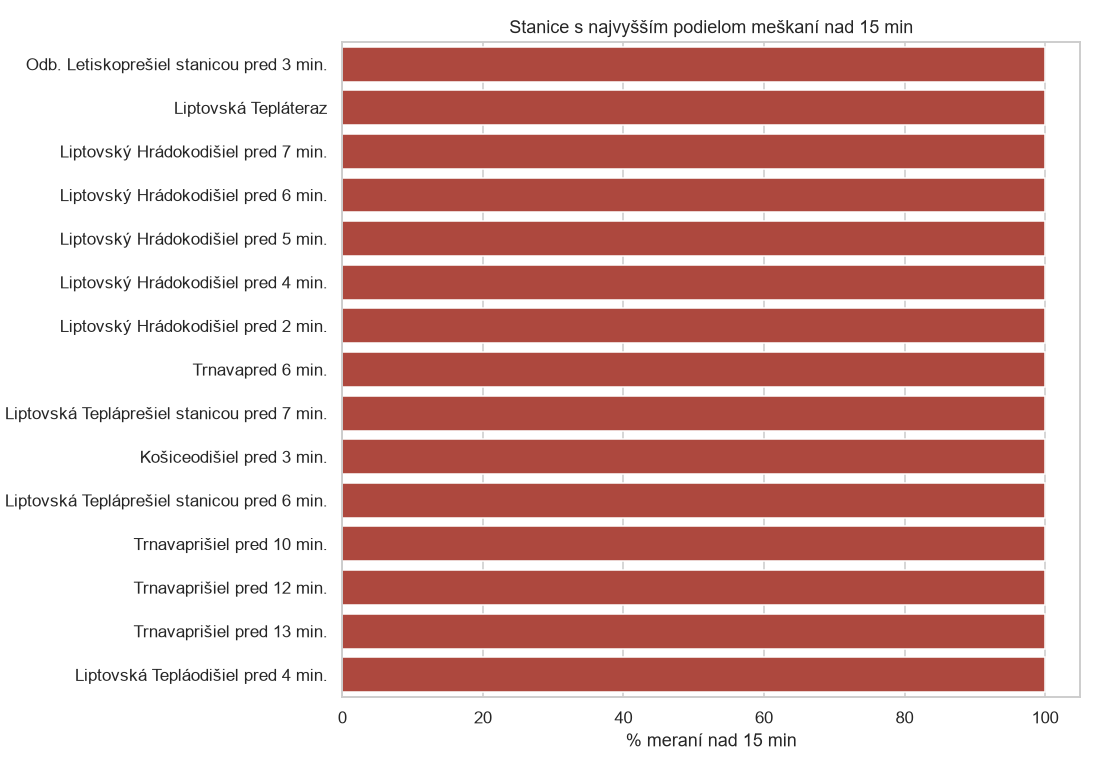 Stanice s najvyšším podielom meškaní nad 15 min
Odb. Letiskoprešiel stanicou pred 3 min.
Liptovská Tepláteraz
Liptovský Hrádokodišiel pred 7 min.
Liptovský Hrádokodišiel pred 6 min.
Liptovský Hrádokodišiel pred 5 min.
Liptovský Hrádokodišiel pred 4 min.
Liptovský Hrádokodišiel pred 2 min.
Trnavapred 6 min.
Liptovská Tepláprešiel stanicou pred 7 min.
Košiceodišiel pred 3 min.
Liptovská Tepláprešiel stanicou pred 6 min.
Trnavaprišiel pred 10 min.
Trnavaprišiel pred 12 min.
Trnavaprišiel pred 13 min.
Liptovská Tepláodišiel pred 4 min.
0 20 40 60 80 100
% meraní nad 15 min